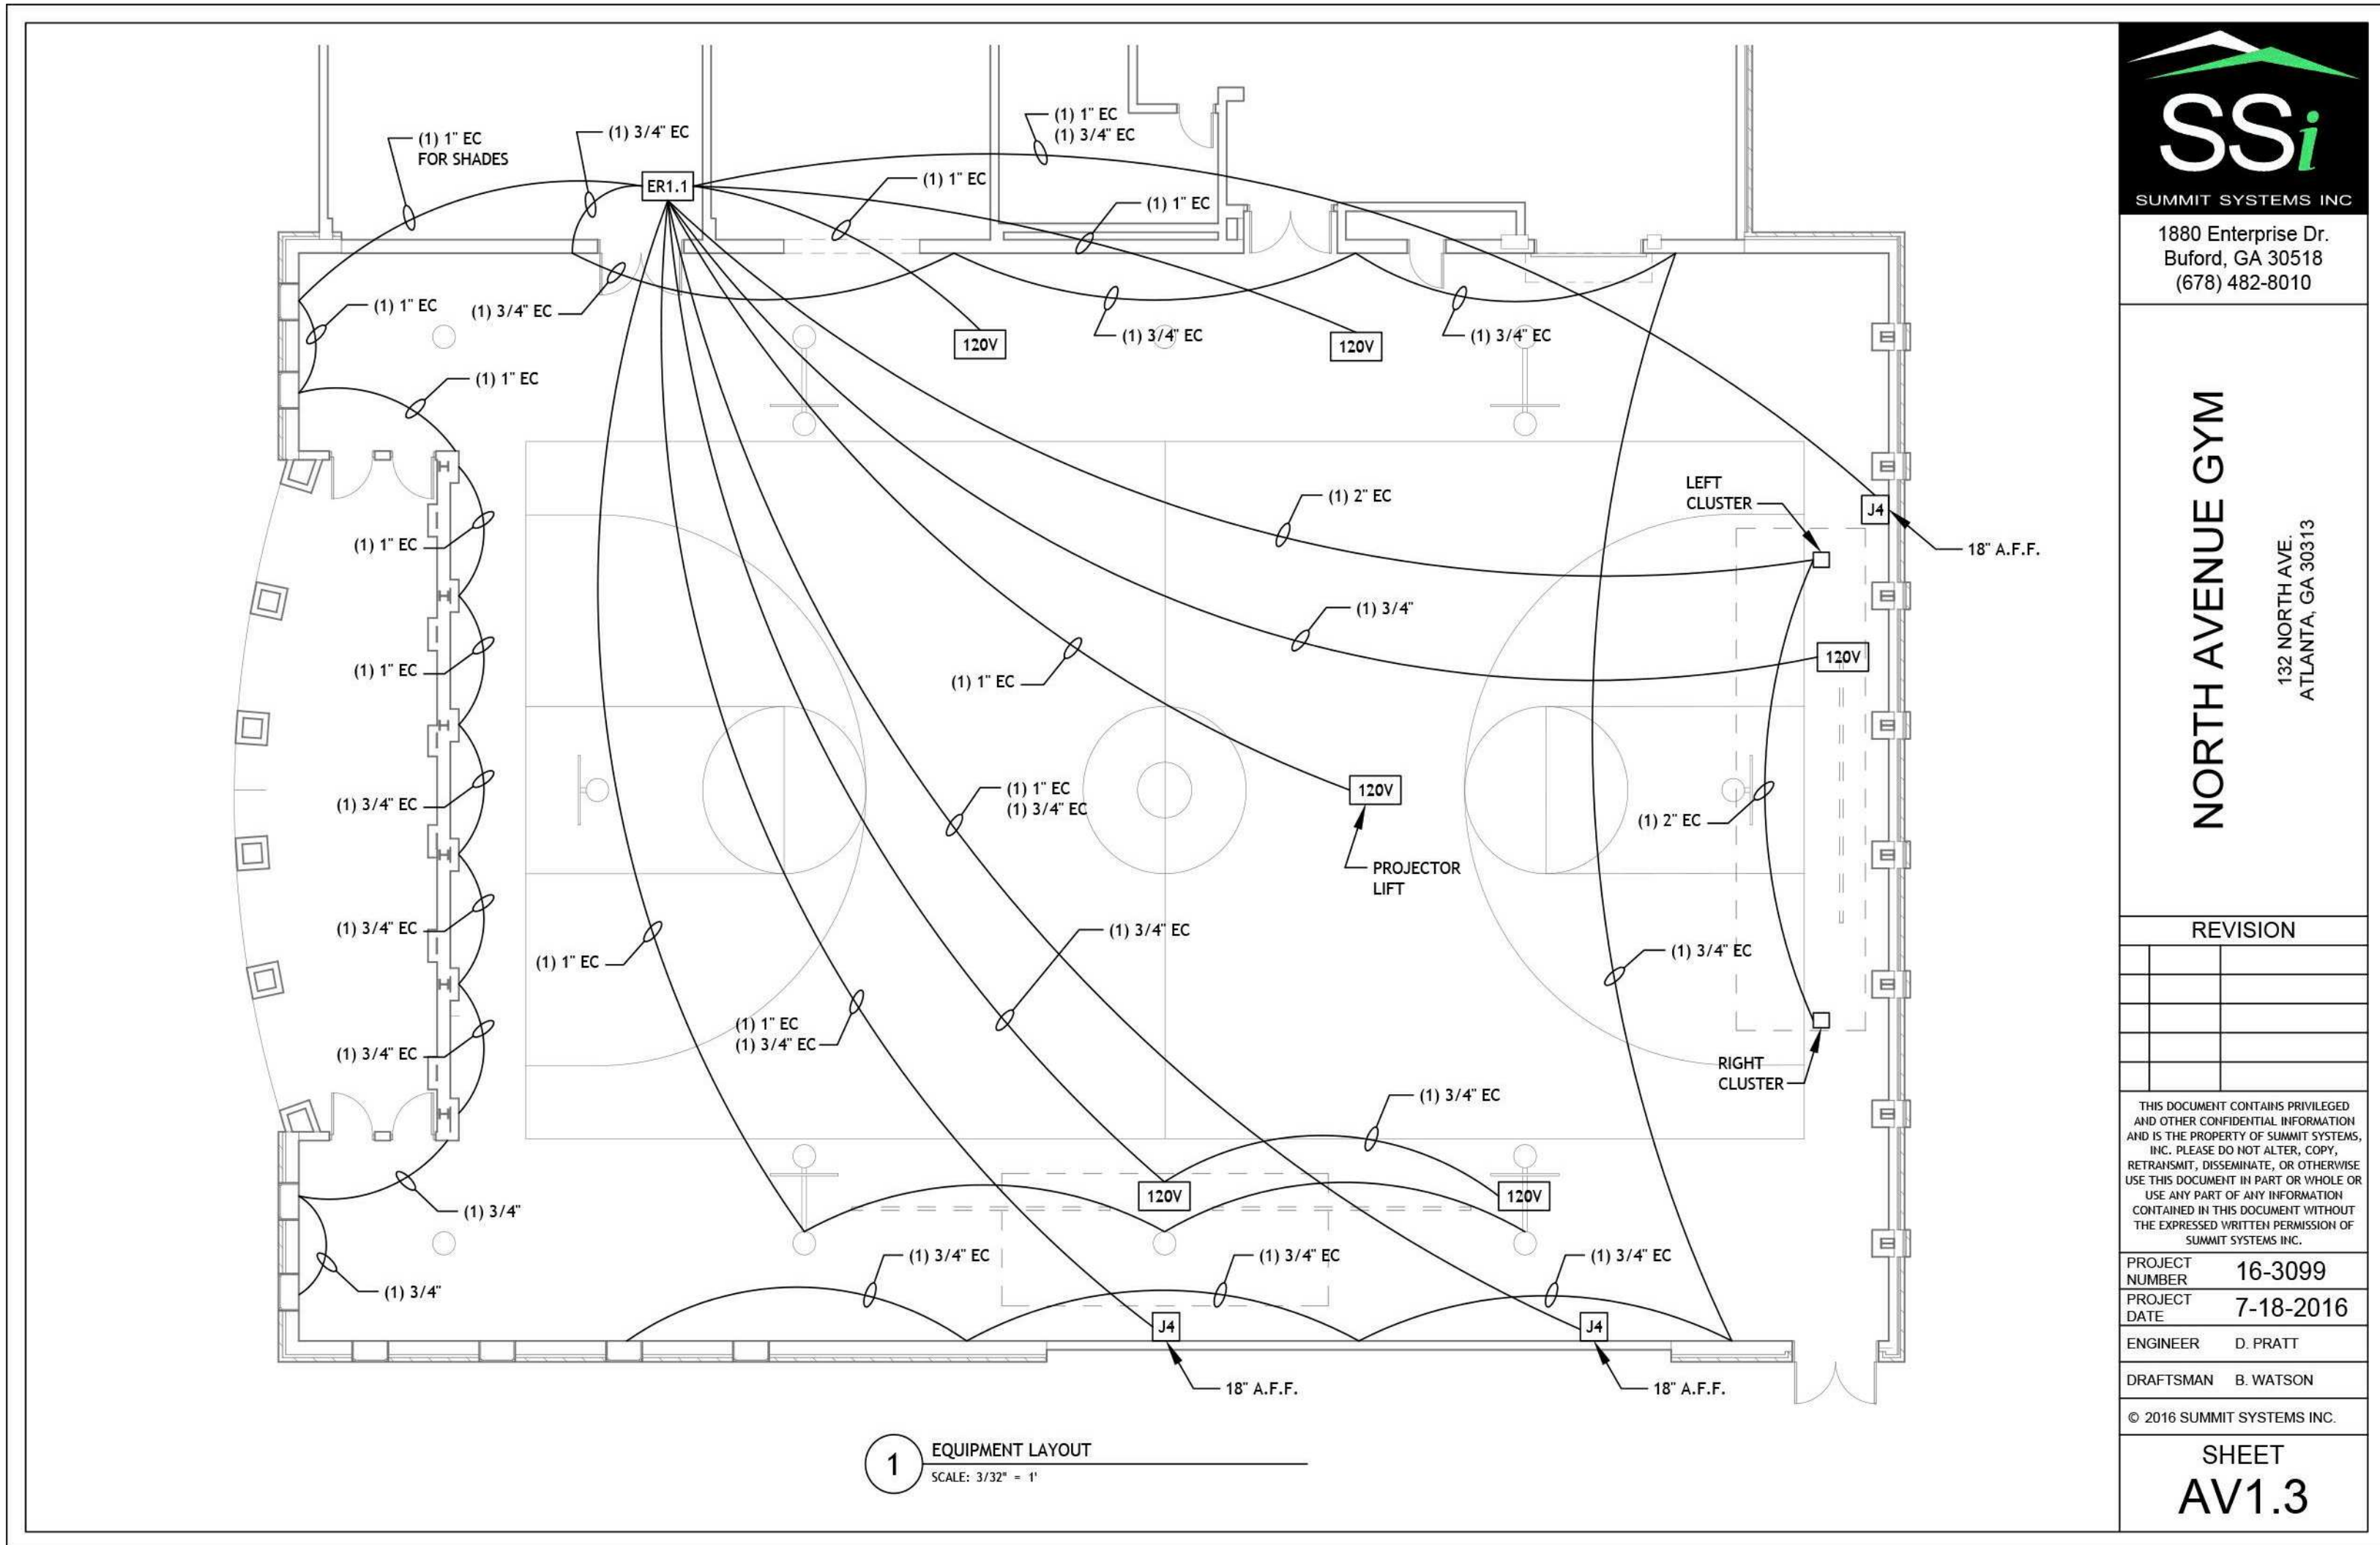 (1) 1" EC
FOR SHADES
(1) 3/4" EC
(1) 1" EC
(1) 3/4" EC
ER1.1
(1) 1" EC
(1) 1" EC
(1) 1" EC
(1) 3/4" EC
120V
(1) 3/4" EC
120V
(1) 3/4" EC
(1) 1" EC
LEFT
CLUSTER
(1) 2" EC
J4
18" A.F.F.
(1) 1" EC
(1) 3/4"
120V
(1) 1" EC
(1) 1" EC
120V
PROJECTOR
LIFT
(1) 1" EC
(1) 3/4" EC
(1) 3/4" EC
(1) 2" EC
(1) 3/4" EC
(1) 3/4" EC
(1) 3/4" EC
(1) 1" EC
(1) 1" EC
(1) 3/4" EC
(1) 3/4" EC
RIGHT
CLUSTER
(1) 3/4" EC
120V
120V
(1) 3/4"
(1) 3/4" EC
(1) 3/4" EC
(1) 3/4" EC
(1) 3/4"
J4
J4
18" A.F.F.
18" A.F.F.
1
EQUIPMENT LAYOUT
SCALE: 3/32" = 1'
SSi
SUMMIT SYSTEMS INC
1880 Enterprise Dr.
Buford, GA 30518
(678) 482-8010
NORTH AVENUE GYM
132 NORTH AVE.
ATLANTA, GA 30313
REVISION
THIS DOCUMENT CONTAINS PRIVILEGED
AND OTHER CONFIDENTIAL INFORMATION
AND IS THE PROPERTY OF SUMMIT SYSTEMS,
INC. PLEASE DO NOT ALTER, COPY,
RETRANSMIT, DISSEMINATE, OR OTHERWISE
USE THIS DOCUMENT IN PART OR WHOLE OR
USE ANY PART OF ANY INFORMATION
CONTAINED IN THIS DOCUMENT WITHOUT
THE EXPRESSED WRITTEN PERMISSION OF
SUMMIT SYSTEMS INC.
PROJECT
NUMBER
16-3099
PROJECT
DATE
7-18-2016
ENGINEER D. PRATT
DRAFTSMAN B. WATSON
© 2016 SUMMIT SYSTEMS INC.
SHEET
AV1.3